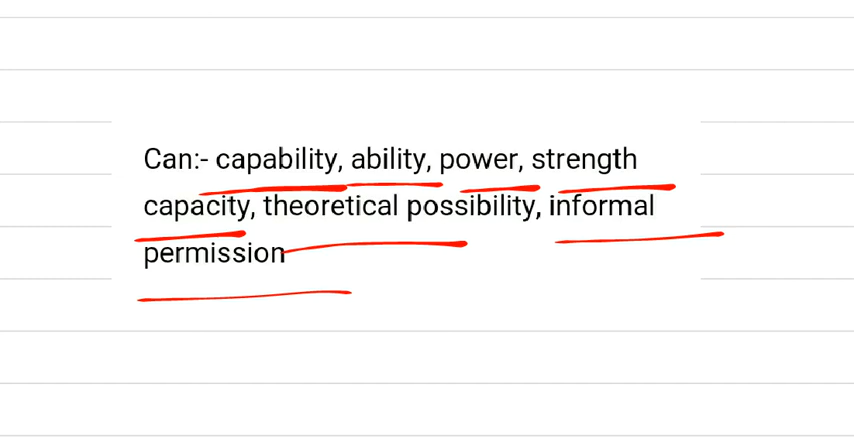 Can:- capability, ability, power, strength
capacity, theoretical possibility, informal
permission